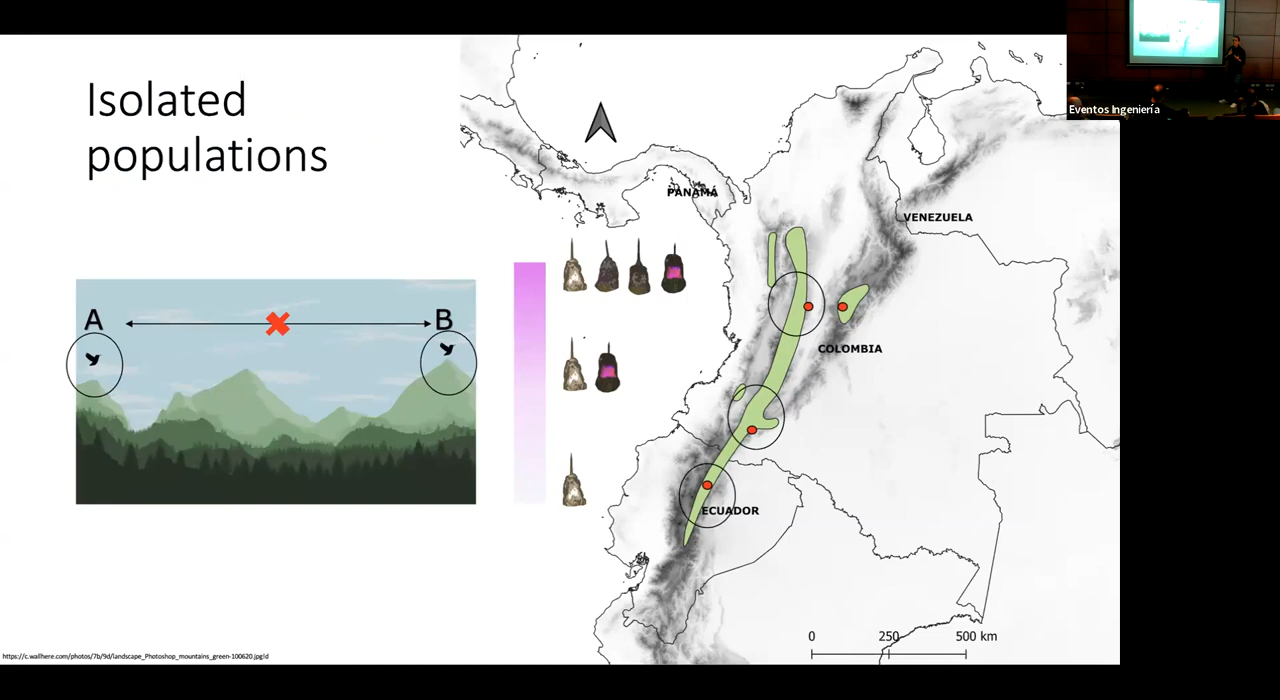 Isolated
populations
Eventos Ingeniería
PANAMÁ
VENEZUELA
A
B
COLOMBIA
ECUADOR
0 250 500 km
https://c.wallhere.com/photos/7b/9d/landscape_Photoshop_mountains_green-100620.jpg!d